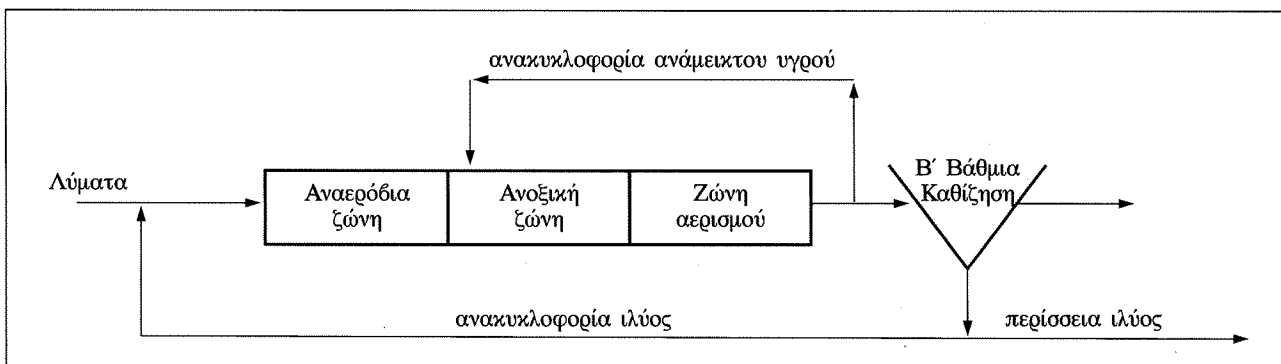 ανακυκλοφορία ανάμεικτου υγρού
Λύματα
Αναερόβια
ζώνη
Ανοξική
ζώνη
Ζώνη
αερισμού
Β΄ Βάθμια
Καθίζηση
ανακυκλοφορία ιλύος
περίσσεια ιλύος